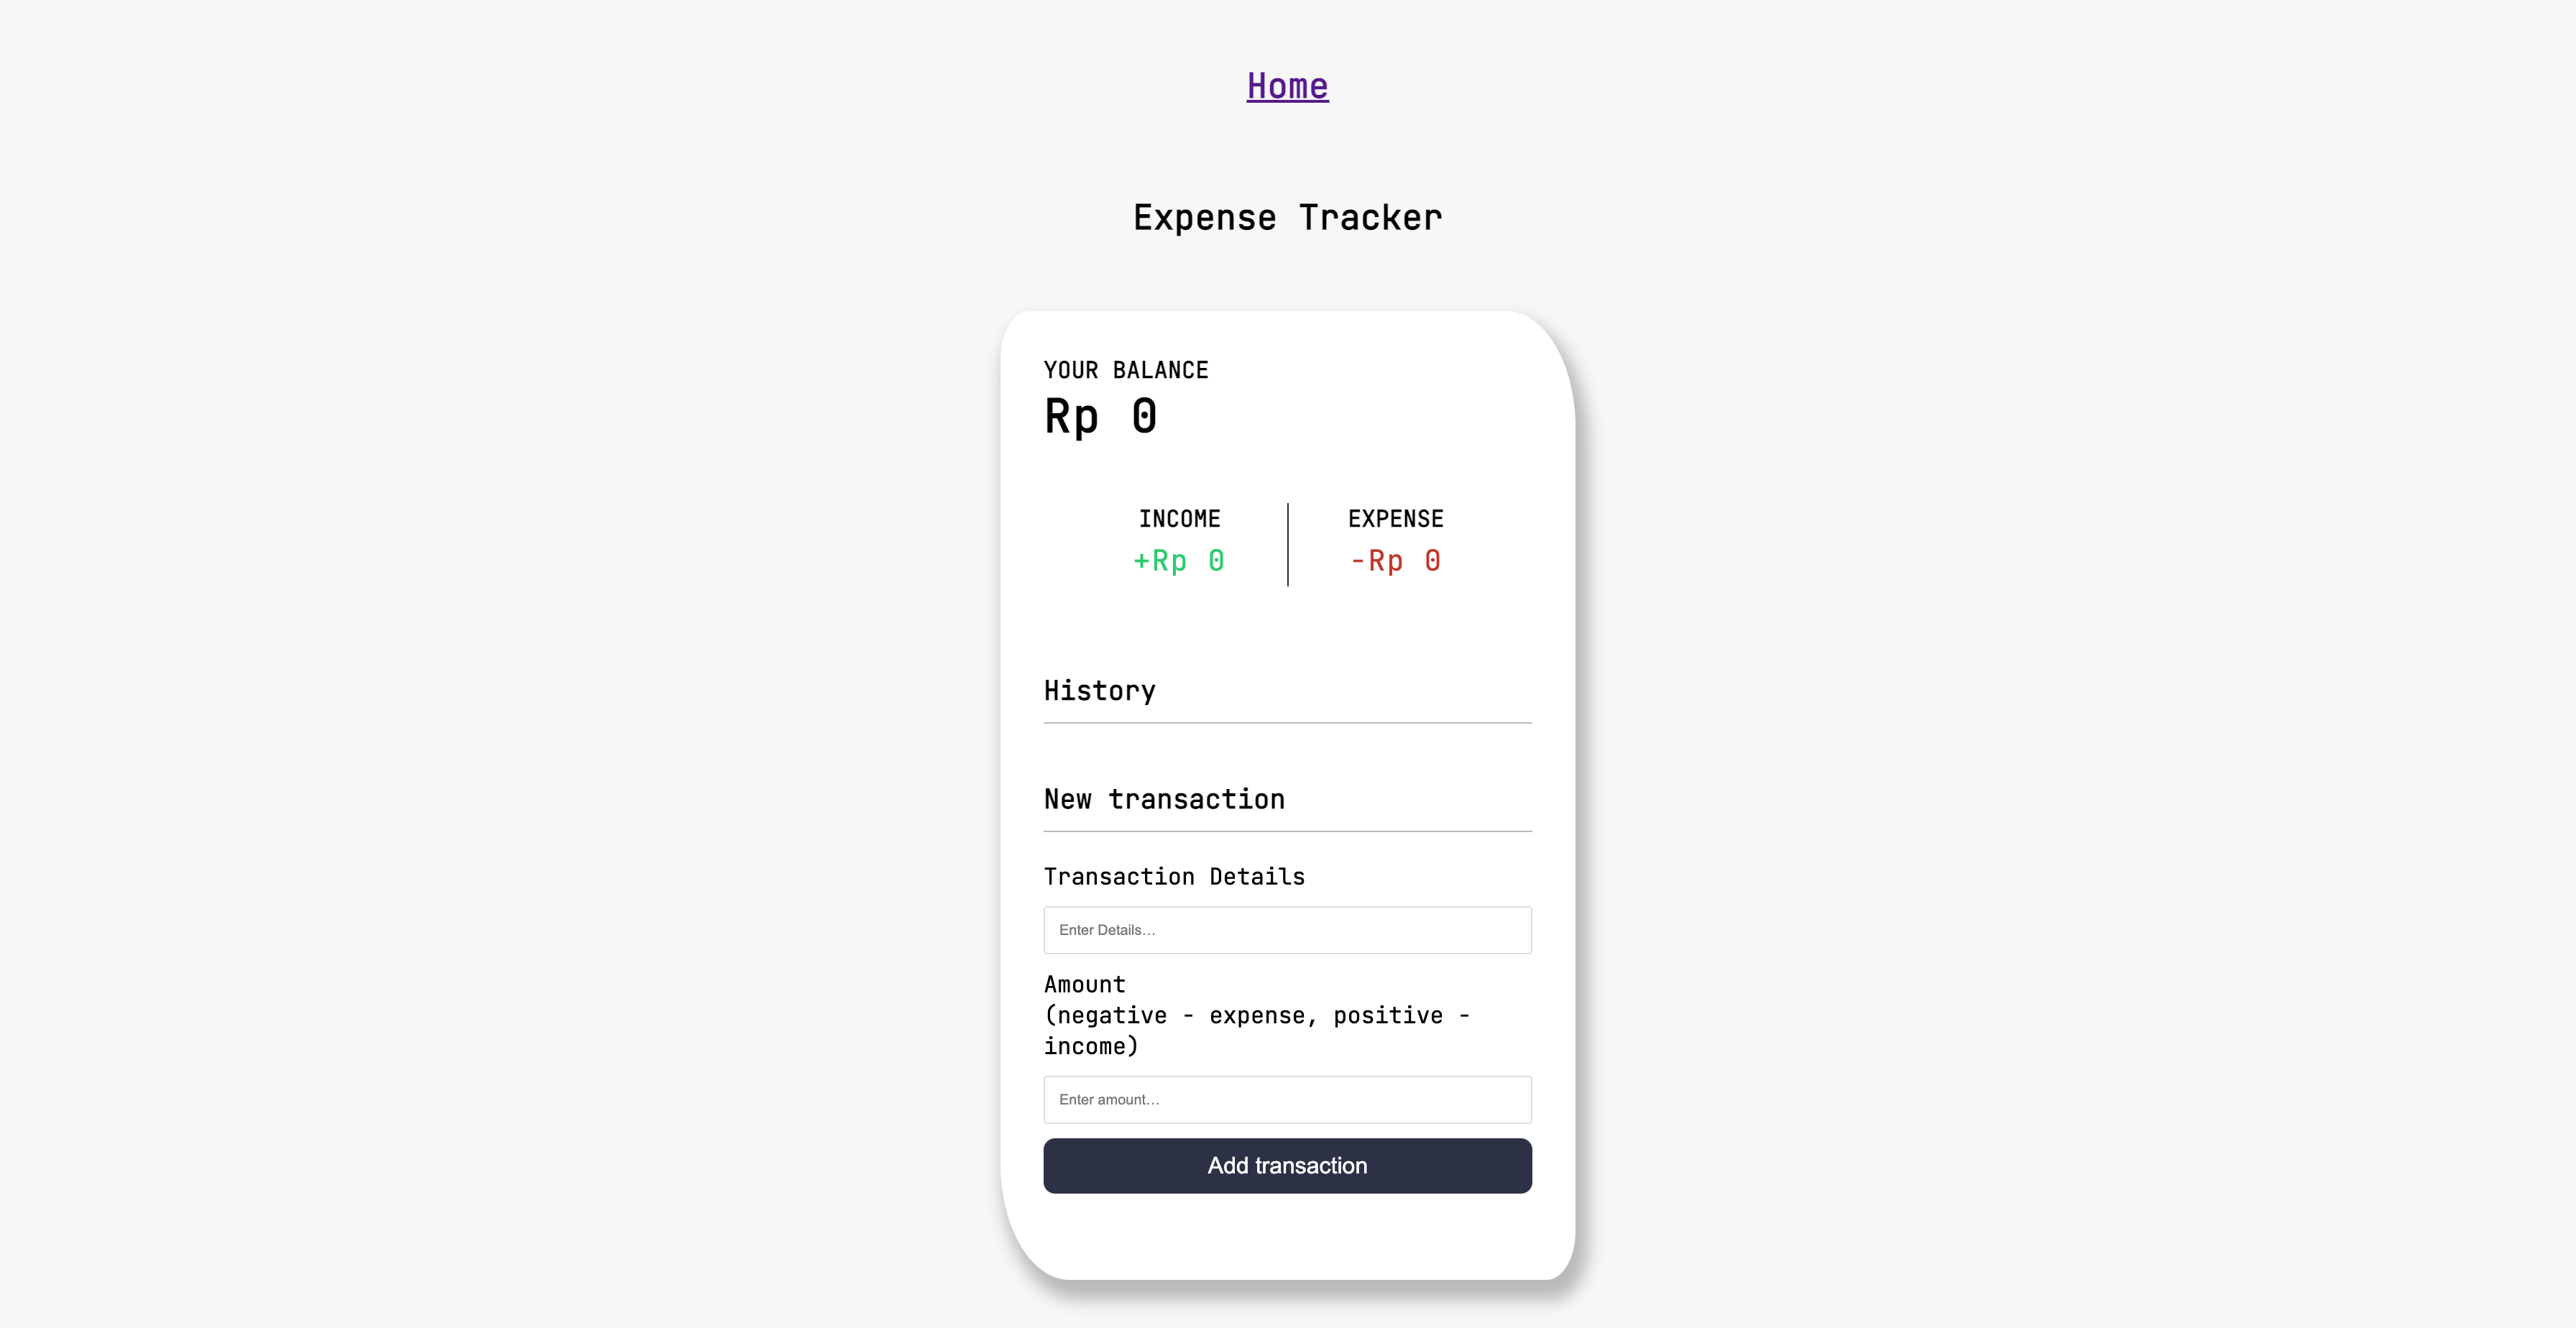 Home
Expense Tracker
YOUR BALANCE
Rp 0
INCOME
EXPENSE
+Rp 0
-Rp 0
History
New transaction
Transaction Details
Enter Details...
Amount
(negative - expense, positive -
income)
Enter amount...
Add transaction